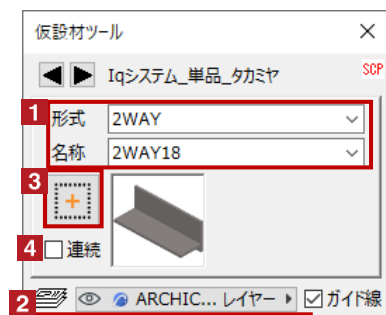 仮設材ツール
Iqシステム_単品_タカミヤ
SCP
1 形式 2WAY
名称 2WAY18
3
4 連続
2 ARCHIC... レイヤー ガイド線